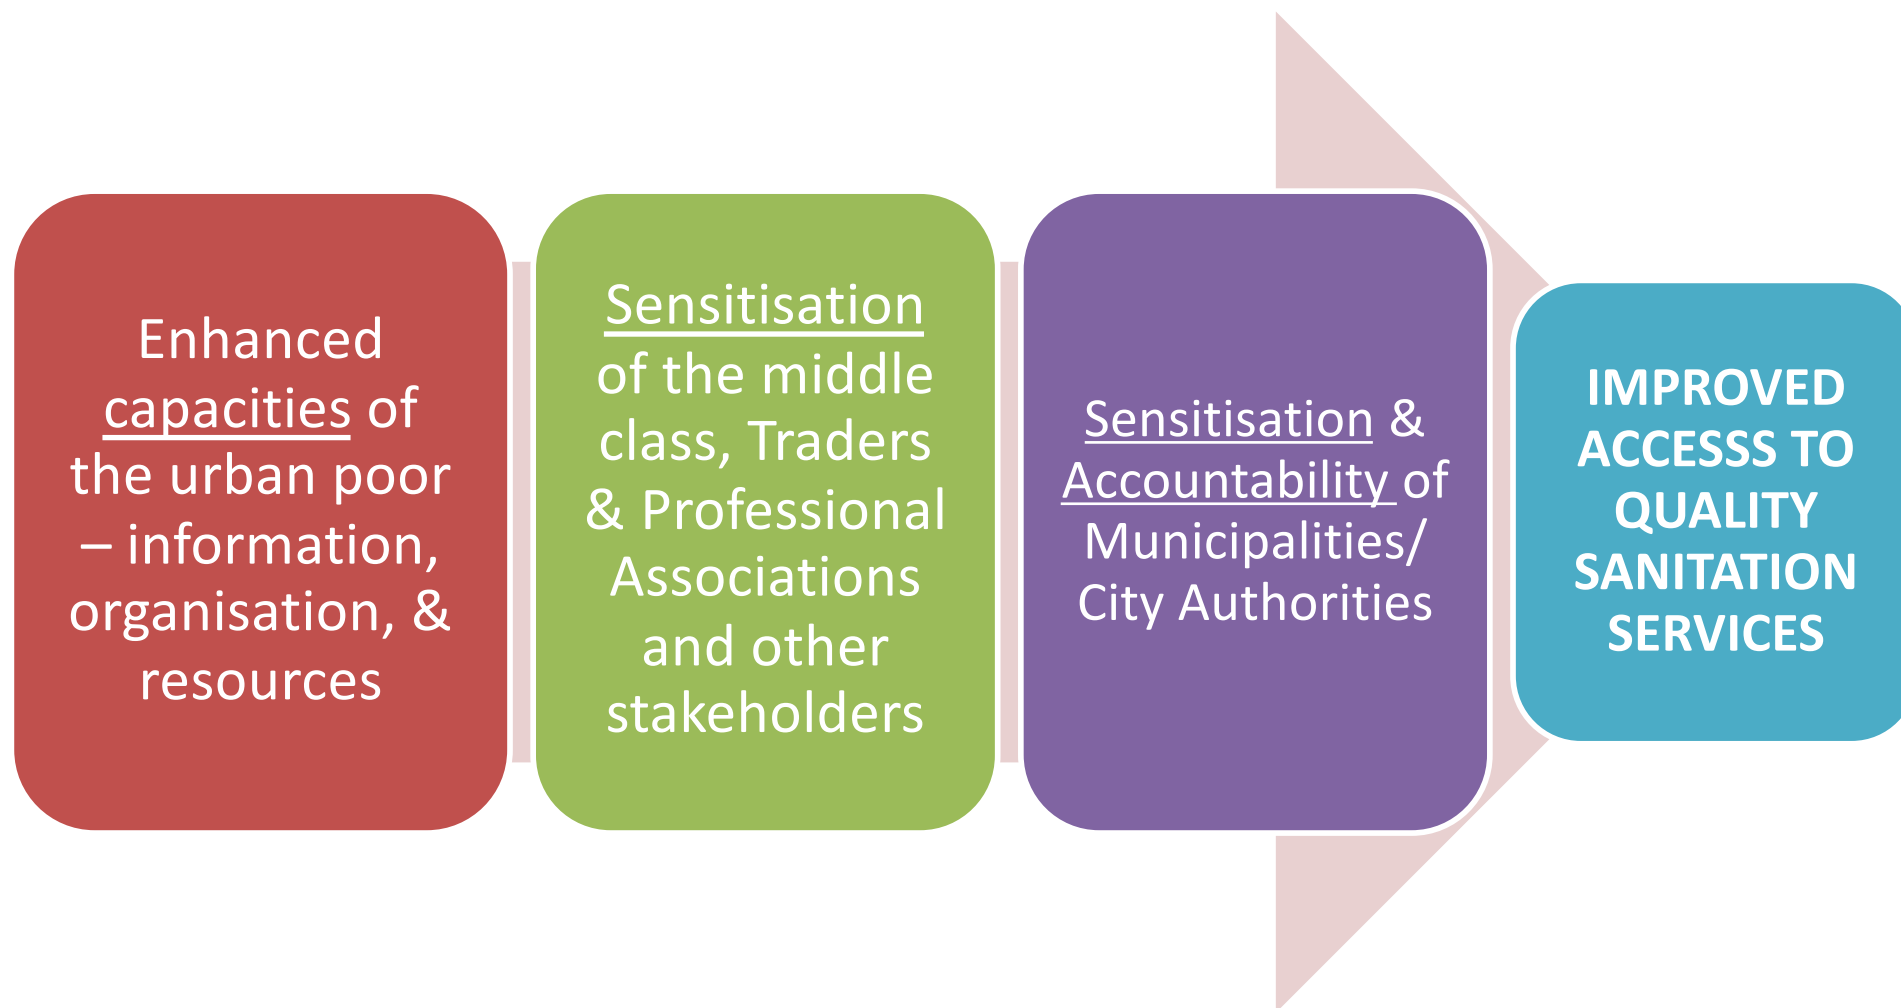 Enhanced
capacities of
the urban poor
– information,
organisation, &
resources
Sensitisation
of the middle
class, Traders
& Professional
Associations
and other
stakeholders
Sensitisation &
Accountability of
Municipalities/
City Authorities
IMPROVED
ACCESSS TO
QUALITY
SANITATION
SERVICES